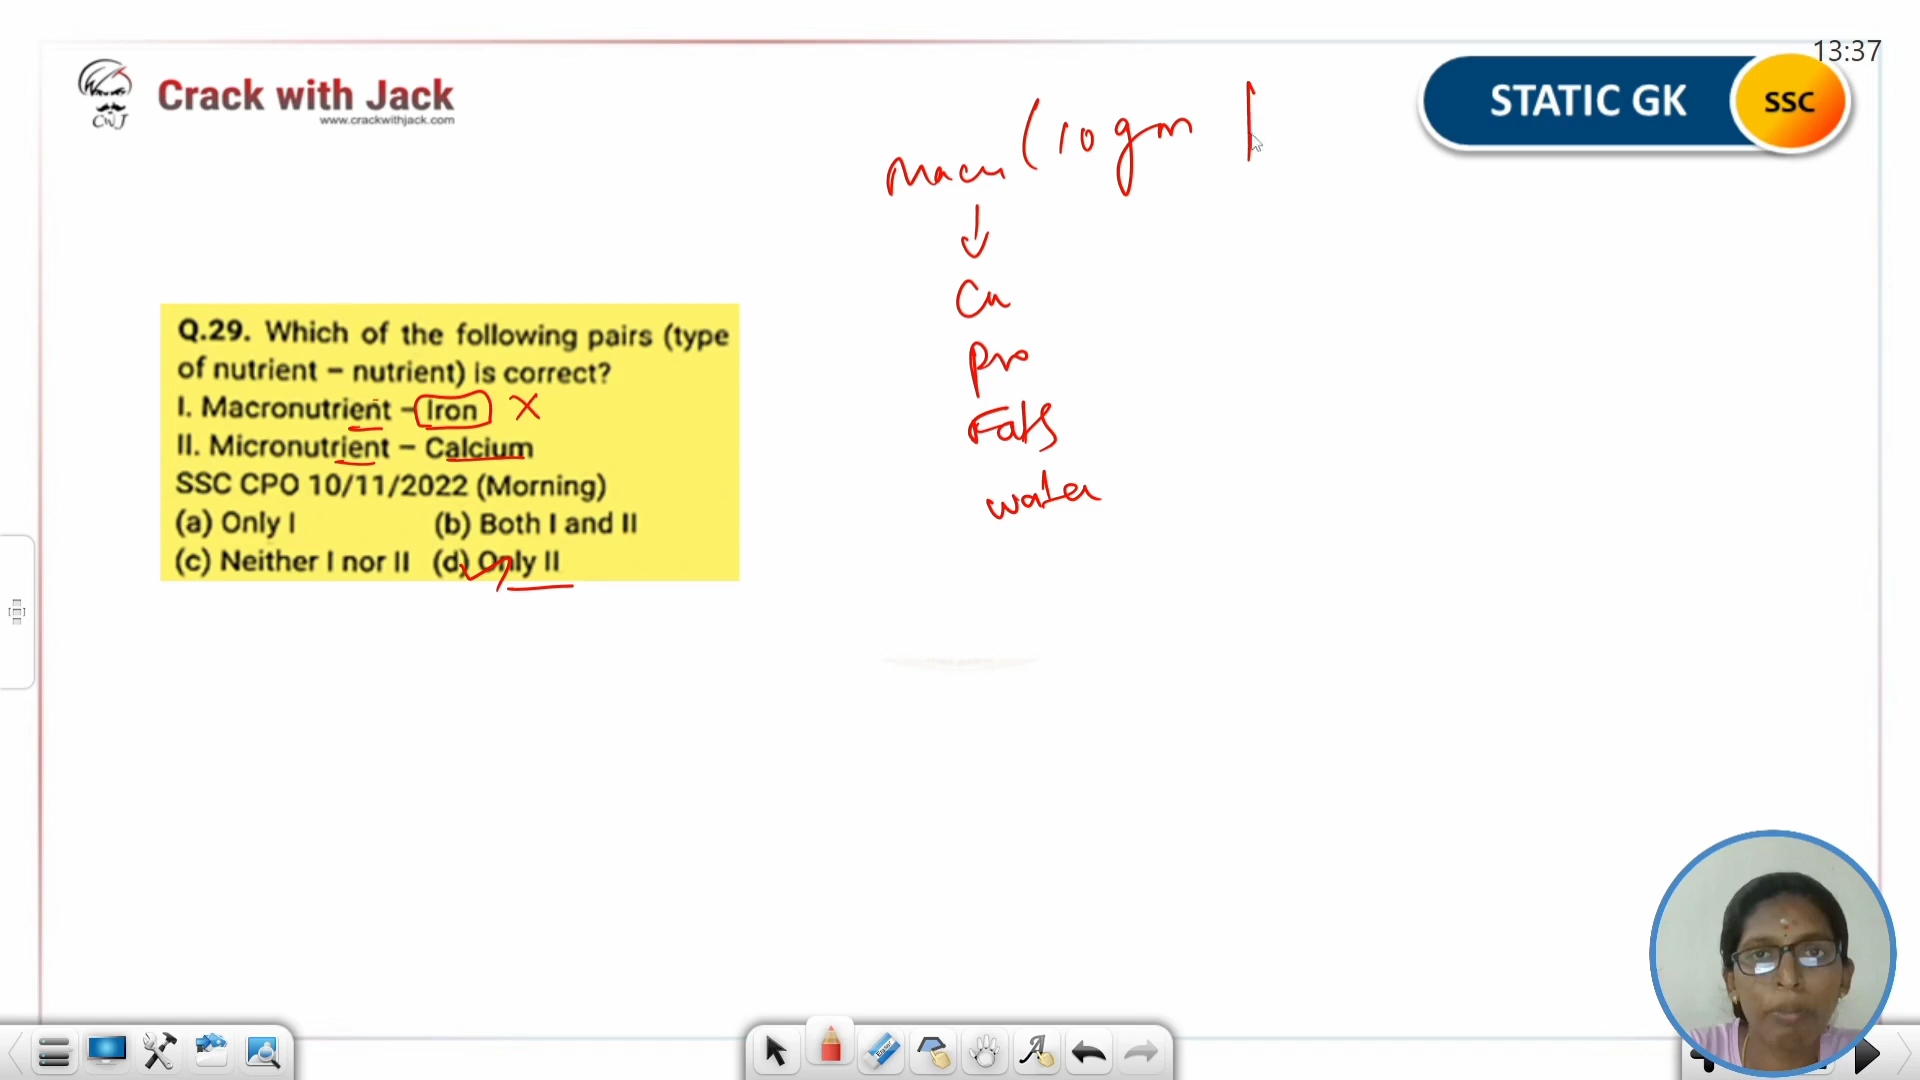 13:37
Crack with Jack
www.crackwithjack.com
CWJ
STATIC GK
SSC
(10 gm
Macro
↓
Ca
Pro
Fats
water
Q.29. Which of the following pairs (type
of nutrient – nutrient) is correct?
I. Macronutrient – Iron X
II. Micronutrient – Calcium
SSC CPO 10/11/2022 (Morning)
(a) Only I (b) Both I and II
(c) Neither I nor II (d) Only II
Eraser
A